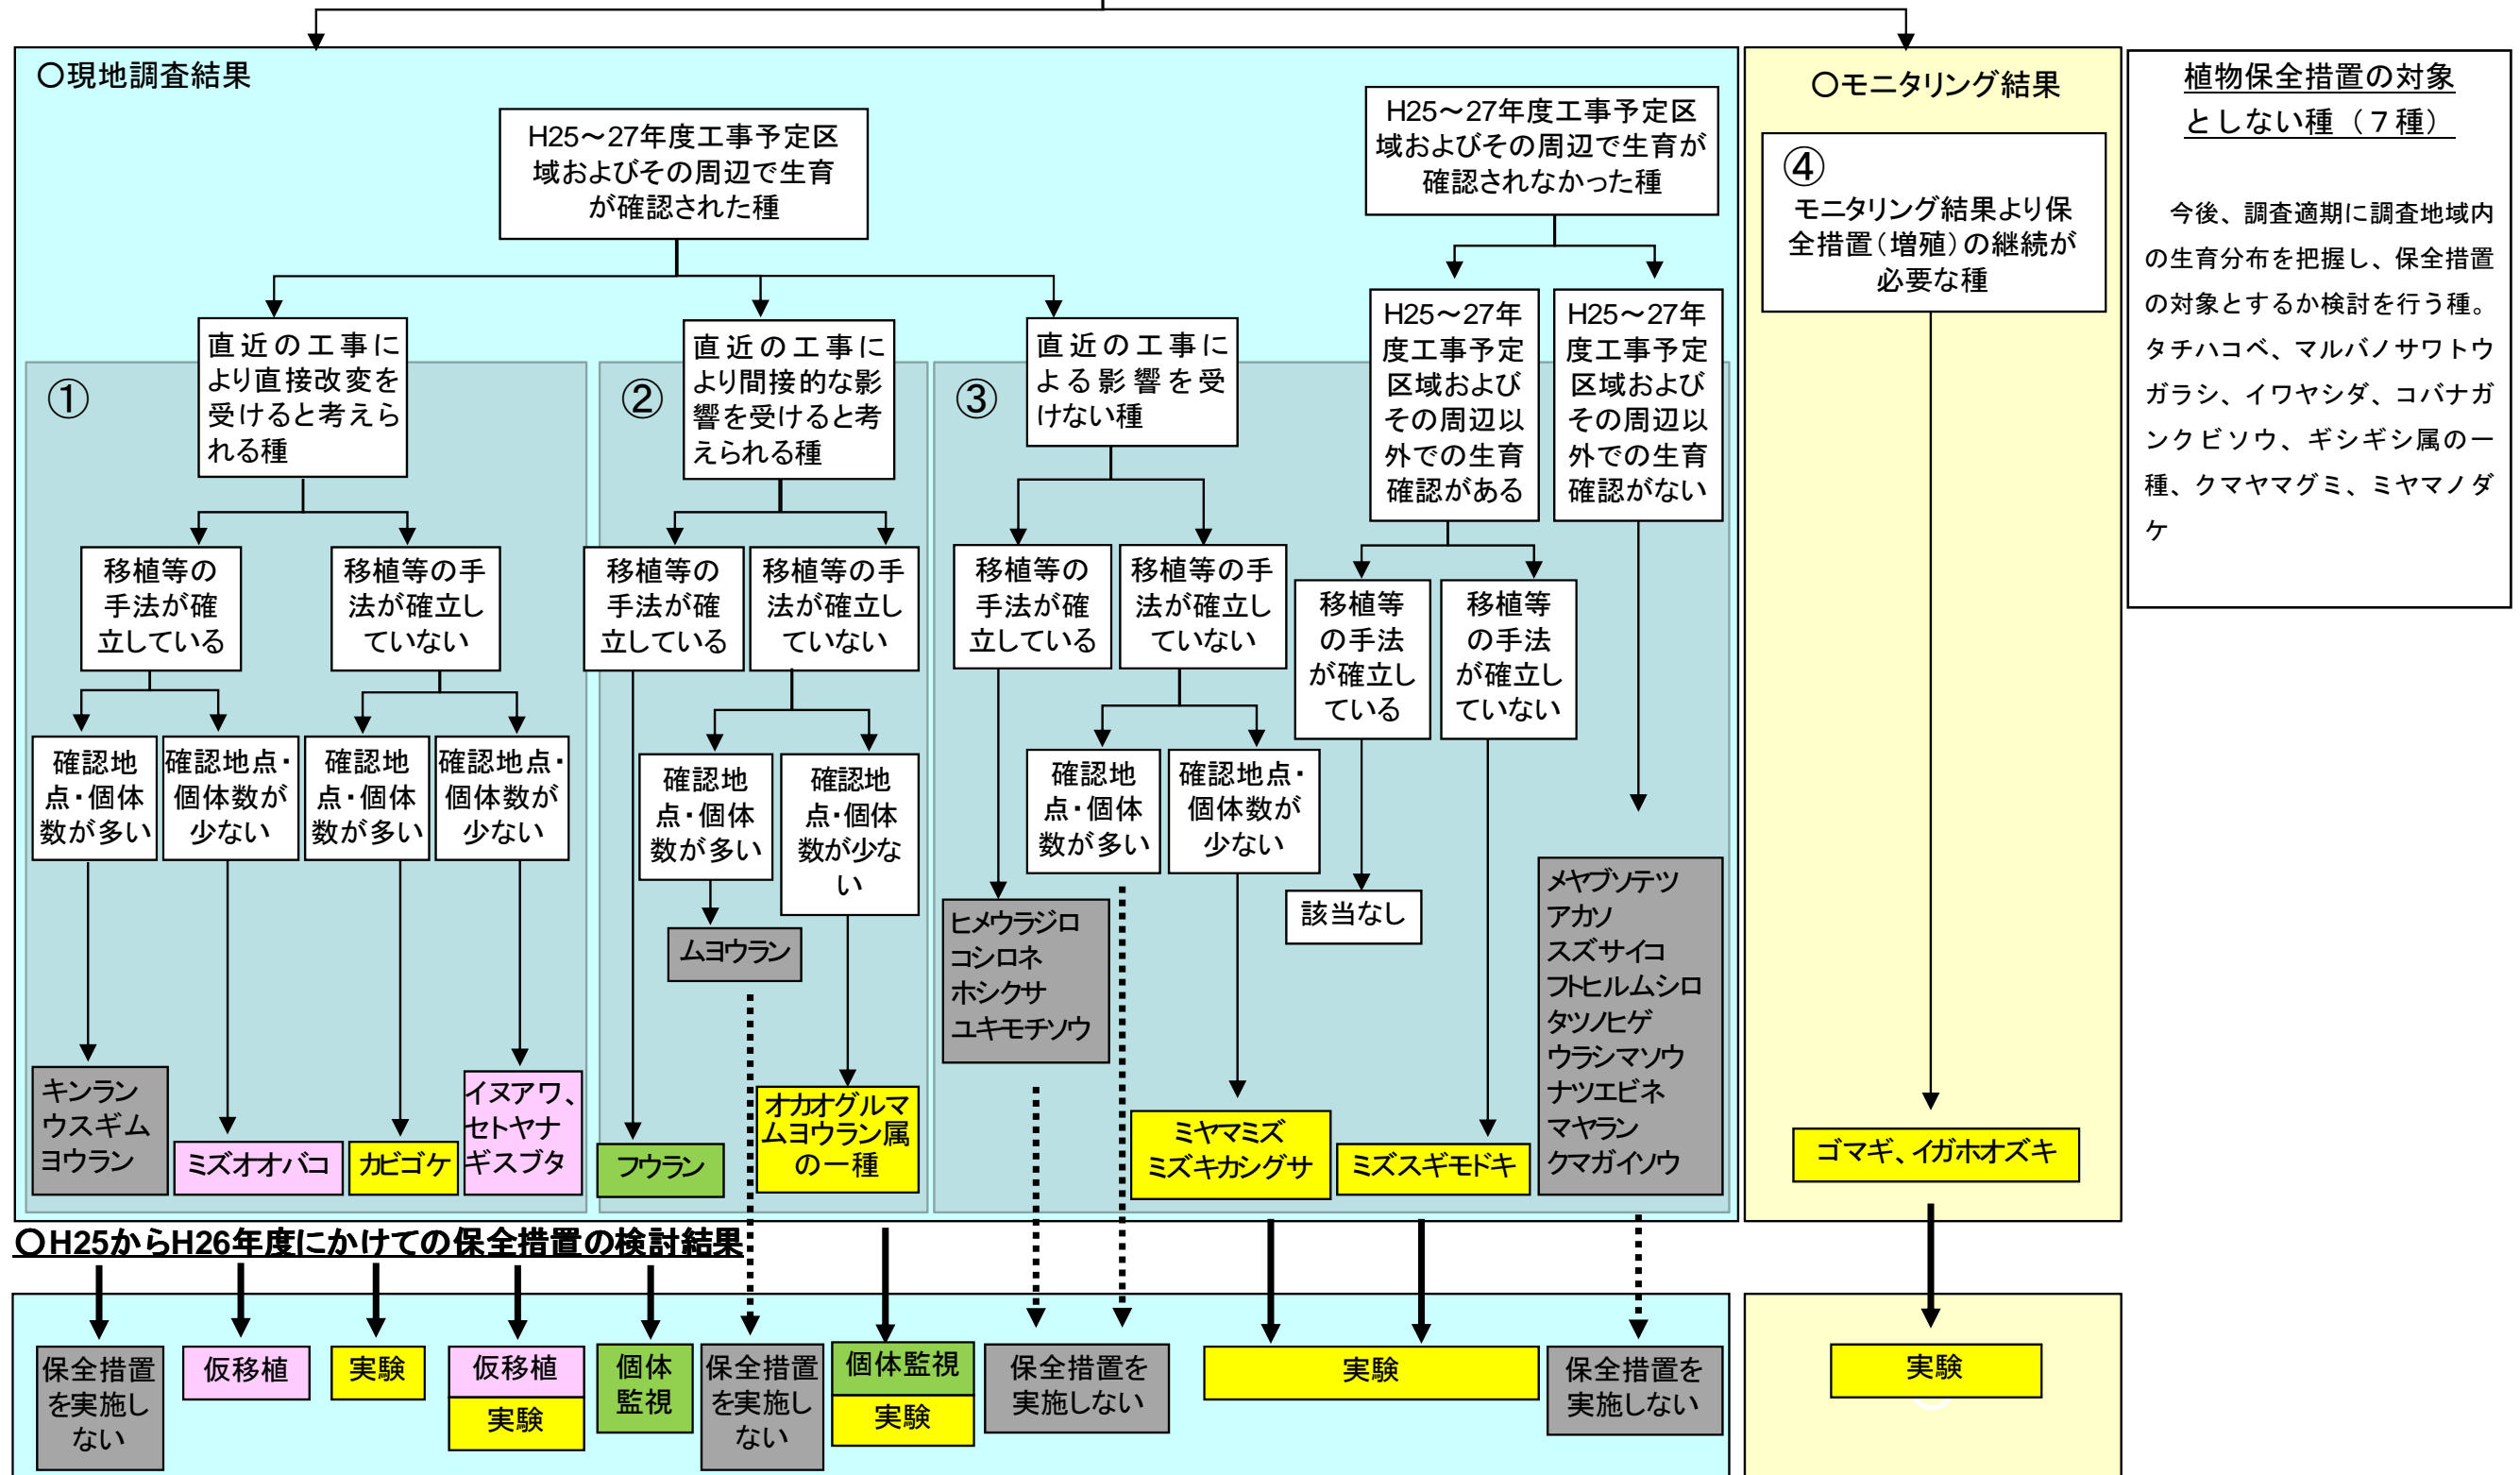 〇現地調査結果
H25～27年度工事予定区
域およびその周辺で生育
が確認された種
H25～27年度工事予定区
域およびその周辺で生育が
確認されなかった種
直近の工事に
より直接改変を
受けると考えら
れる種
直近の工事に
より間接的な影
響を受けると考
えられる種
直近の工事に
よる影響を受
けない種
H25～27年
度工事予定
区域および
その周辺以
外での生育
確認がある
H25～27年
度工事予定
区域および
その周辺以
外での生育
確認がない
①
移植等の
手法が確
立している
移植等の手
法が確立し
ていない
確認地
点・個体
数が多い
確認地点・
個体数が
少ない
確認地
点・個体
数が多い
確認地点・
個体数が
少ない
キンラン
ウスギム
ヨウラン
ミズオオバコ
カビゴケ
イヌアワ、
セトヤナ
ギスブタ
②
移植等の
手法が確
立している
移植等の手
法が確立し
ていない
確認地
点・個体
数が多い
確認地
点・個体
数が少な
い
ムヨウラン
フウラン
オカオグルマ
ムヨウラン属
の一種
③
移植等の
手法が確
立している
移植等の手
法が確立し
ていない
移植等
の手法
が確立し
ている
移植等
の手法
が確立し
ていない
確認地
点・個体
数が多い
確認地点・
個体数が
少ない
該当なし
ヒメウラジロ
コシロネ
ホシクサ
ユキモチソウ
ミヤマミズ
ミズキカシグサ
ミズスギモドキ
メヤブソテツ
アカソ
スズサイコ
フトヒルムシロ
タツノヒゲ
ウラシマソウ
ナツエビネ
マヤラン
クマガイソウ
〇モニタリング結果
④
モニタリング結果より保
全措置（増殖）の継続が
必要な種
ゴマギ、イガホオズキ
植物保全措置の対象
としない種（７種）
今後、調査適期に調査地域内
の生育分布を把握し、保全措置
の対象とするか検討を行う種。
タチハコベ、マルバノサワトウ
ガラシ、イワヤシダ、コバナガ
ンクビソウ、ギシギシ属の一
種、クマヤマグミ、ミヤマノダ
ケ
〇H25からH26年度にかけての保全措置の検討結果
保全措置
を実施し
ない
仮移植
実験
仮移植
実験
個体
監視
保全措置
を実施し
ない
個体監視
実験
保全措置を
実施しない
実験
保全措置を
実施しない
実験